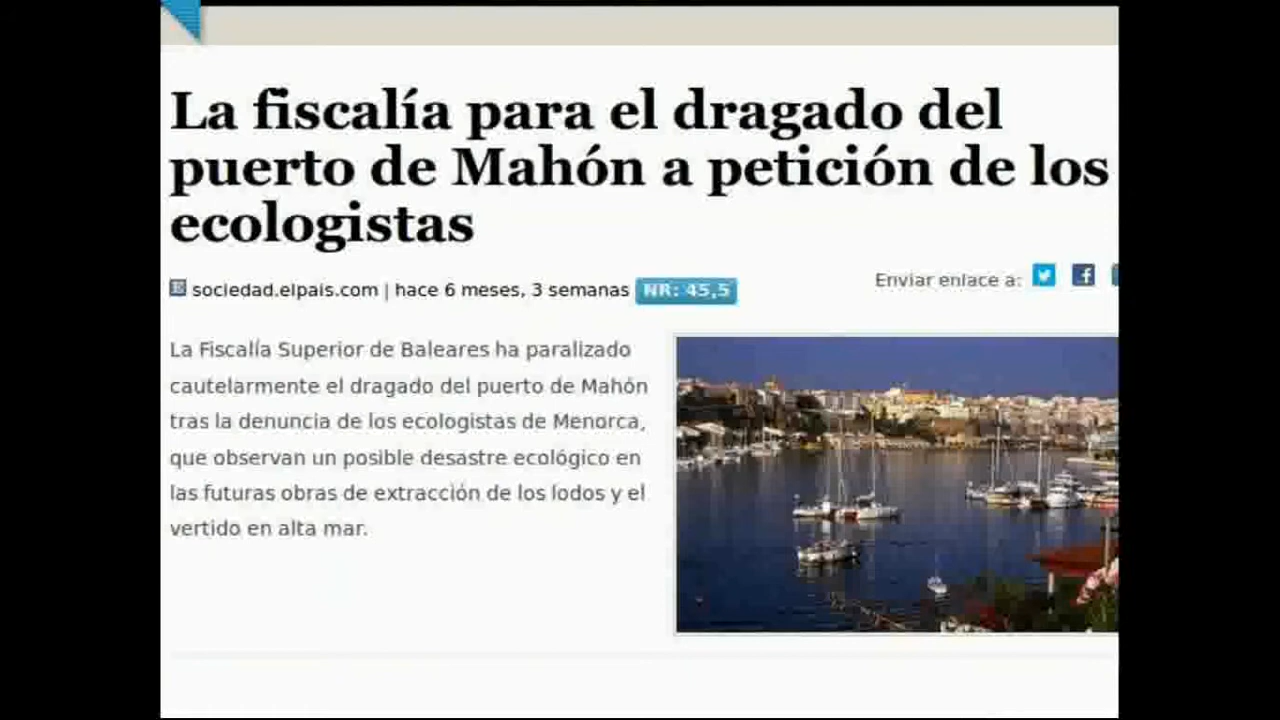 La fiscalía para el dragado del
puerto de Mahón a petición de los
ecologistas
sociedad.elpais.com | hace 6 meses, 3 semanas NR: 45,5
Enviar enlace a:
La Fiscalía Superior de Baleares ha paralizado
cautelarmente el dragado del puerto de Mahón
tras la denuncia de los ecologistas de Menorca,
que observan un posible desastre ecológico en
las futuras obras de extracción de los lodos y el
vertido en alta mar.